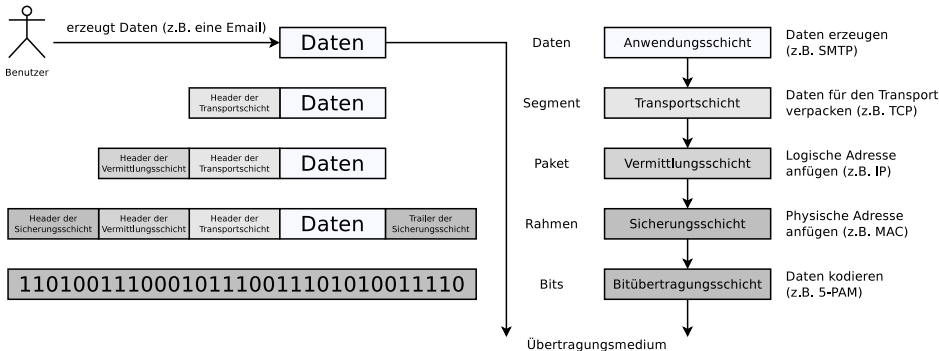 erzeugt Daten (z.B. eine Email)
Benutzer
Daten
Daten
Anwendungsschicht
Daten erzeugen
(z.B. SMTP)
Header der
Transportschicht
Daten
Segment
Transportschicht
Daten für den Transport
verpacken (z.B. TCP)
Header der
Vermittlungsschicht
Header der
Transportschicht
Daten
Paket
Vermittlungsschicht
Logische Adresse
anfügen (z.B. IP)
Header der
Sicherungsschicht
Header der
Vermittlungsschicht
Header der
Transportschicht
Daten
Trailer der
Sicherungsschicht
Rahmen
Sicherungsschicht
Physische Adresse
anfügen (z.B. MAC)
11010011100010111001110101001 1110
Bits
Bitübertragungsschicht
Daten kodieren
(z.B. 5-PAM)
Übertragungsmedium